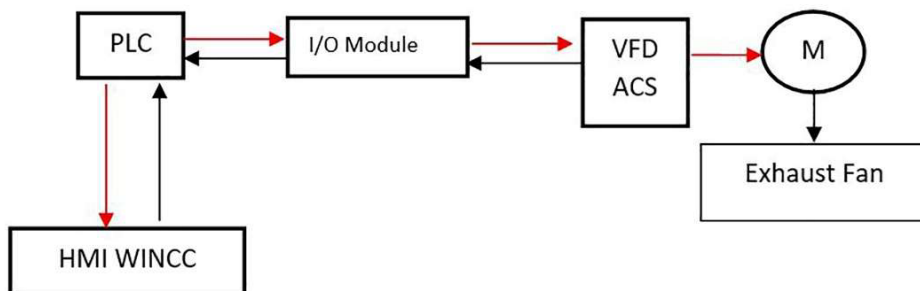 PLC
I/O Module
VFD
ACS
M
Exhaust Fan
HMI WINCC